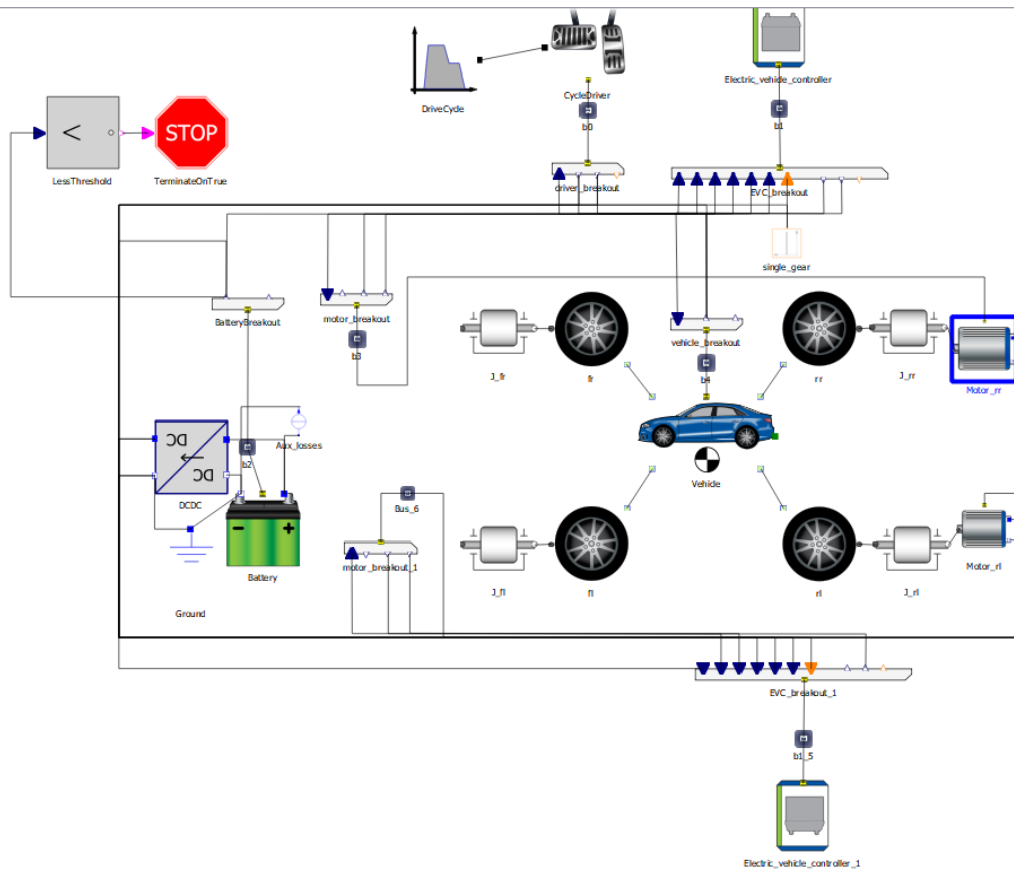 Electric_vehicle_controller
CycleDriver
DriveCycle
b0
b1
<
STOP
LessThreshold
TerminateOnTrue
driver_breakout
EVC_breakout
single_gear
BatteryBreakout
motor_breakout
vehicle_breakout
b3
b4
J_fr
fr
rr
J_rr
Motor_rr
DC
DC
Aux_losses
b2
DCDC
Vehicle
Bus_6
Battery
motor_breakout_1
Ground
J_fl
fl
rl
J_rl
Motor_rl
EVC_breakout_1
b1_5
Electric_vehicle_controller_1